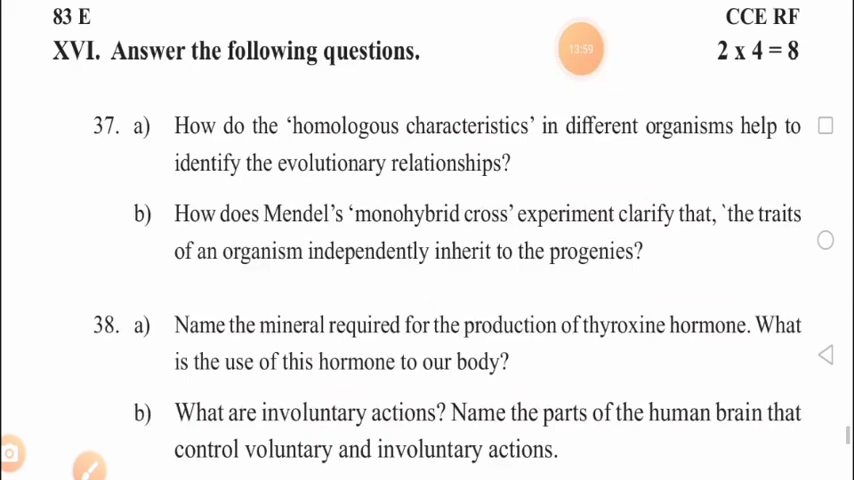 83 E CCE RF
XVI. Answer the following questions. 13:59 2 x 4 = 8
37. a) How do the ‘homologous characteristics’ in different organisms help to
identify the evolutionary relationships?
b) How does Mendel’s ‘monohybrid cross’ experiment clarify that, `the traits
of an organism independently inherit to the progenies?
38. a) Name the mineral required for the production of thyroxine hormone. What
is the use of this hormone to our body?
b) What are involuntary actions? Name the parts of the human brain that
control voluntary and involuntary actions.